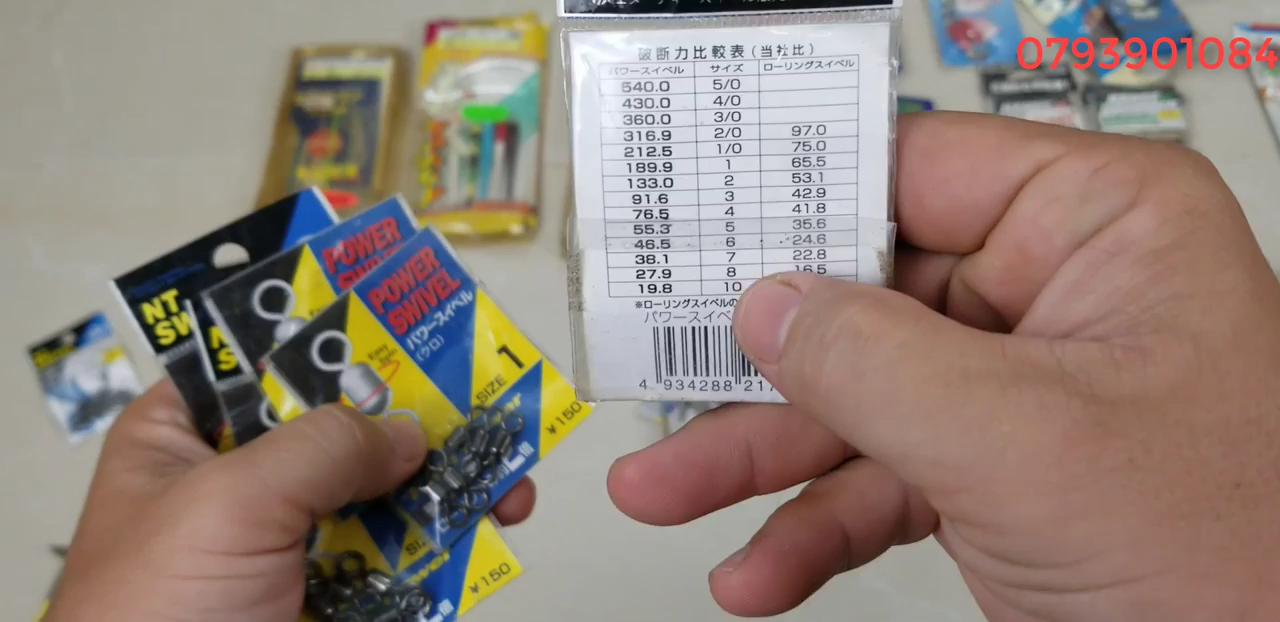 0793901084
破断力比較表(当社比)
パワースイベル サイズ ローリングスイベル
540.0 5/0
430.0 4/0
360.0 3/0
316.9 2/0 97.0
212.5 1/0 75.0
189.9 1 65.5
133.0 2 53.1
91.6 3 42.9
76.5 4 41.8
55.3 5 35.6
46.5 6 24.6
38.1 7 22.8
27.9 8 16.5
19.8 10
※ローリングスイベルの
パワースイベ
4 934288 217
NT
SW
POWER
N
S
POWER
SWIVEL
パワースイベル
(クロ)
Easy
Spin
SIZE 1
¥150
¥150